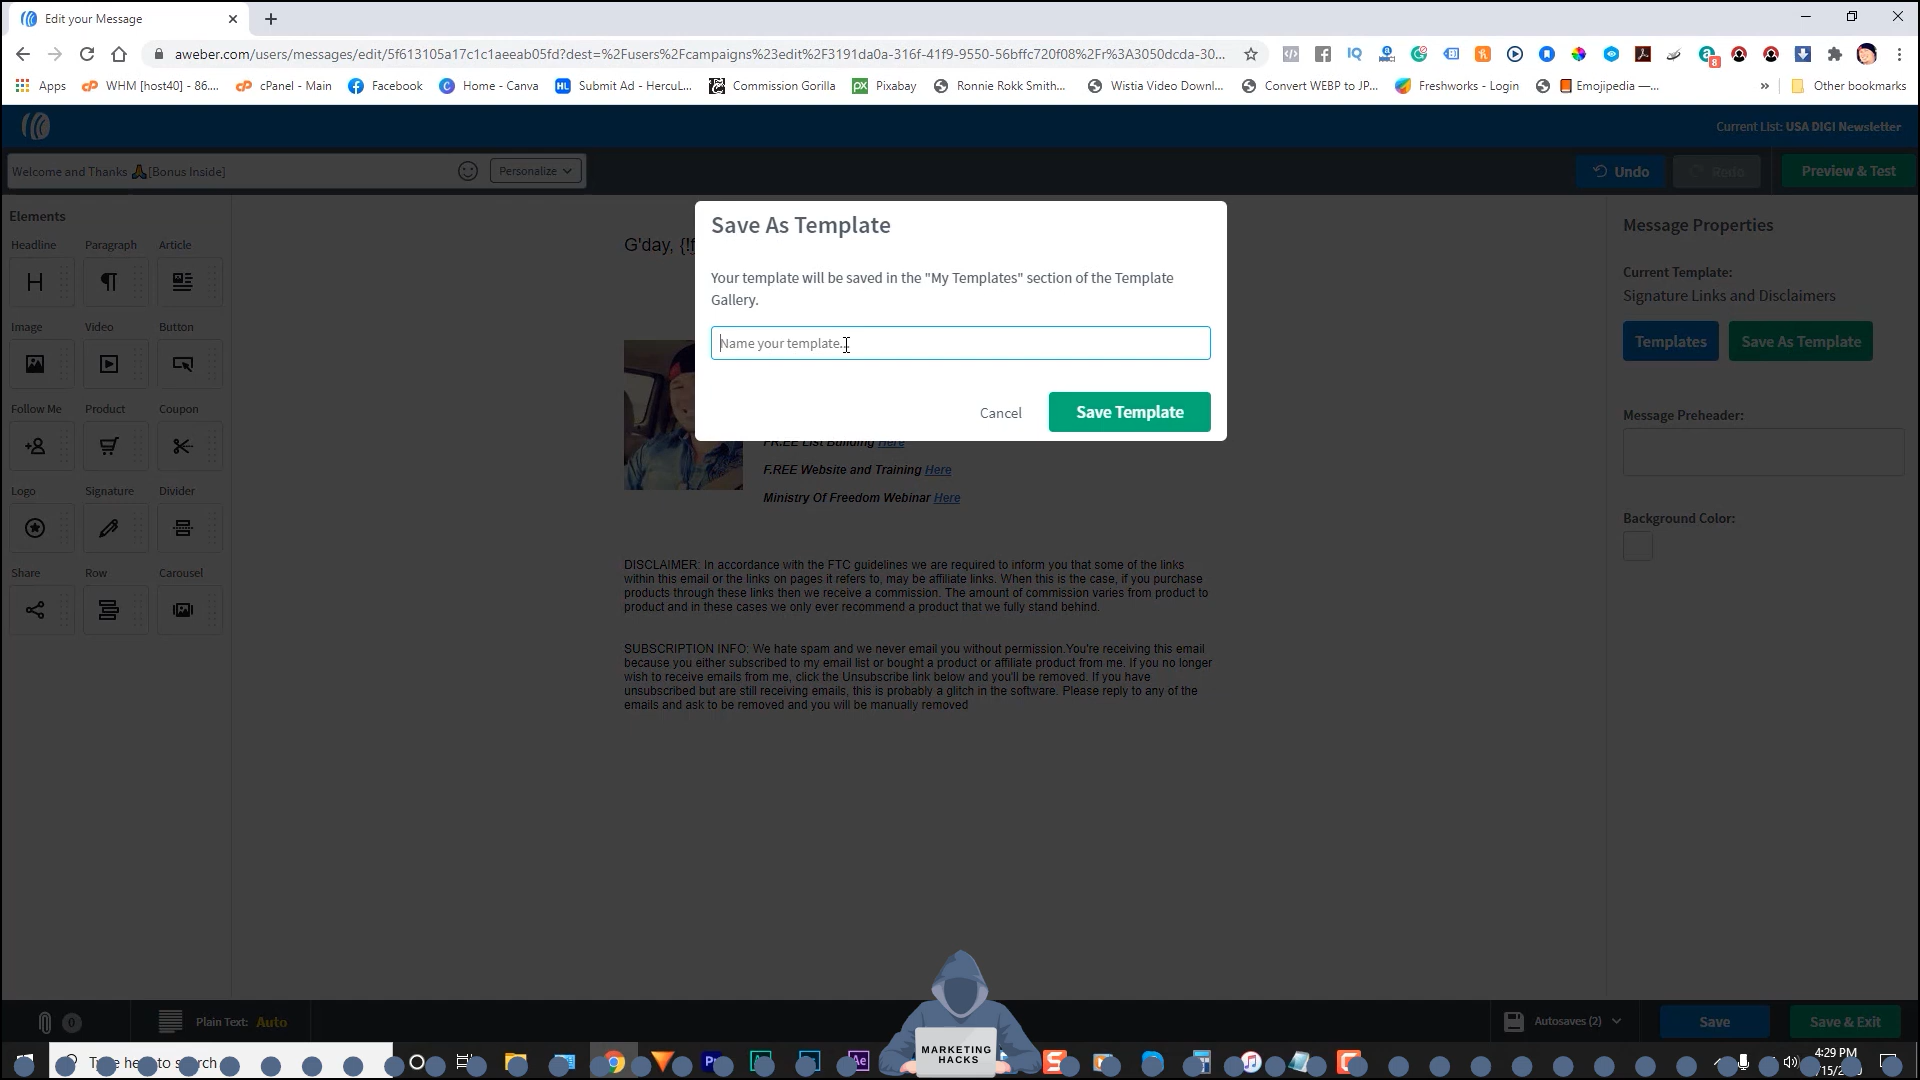 Edit your Message
aweber.com/users/messages/edit/5f613105a17c1c1aeeab05fd?dest=%2Fusers%2Fcampaigns%23edit%2F3191da0a-316f-41f9-9550-56bffc720f08%2Fr%3A3050dcda-30...
8
Apps
WHM [host40] - 86....
cPanel - Main
Facebook
Home - Canva
Submit Ad - HercuL...
Commission Gorilla
Pixabay
Ronnie Rokk Smith...
Wistia Video Downl...
Convert WEBP to JP...
Freshworks - Login
Emojipedia —...
Other bookmarks
Current List: USA DIGI Newsletter
Welcome and Thanks 🙏[Bonus Inside]
Personalize
Undo
Redo
Preview & Test
Elements
Headline
Paragraph
Article
Image
Video
Button
Follow Me
Product
Coupon
Logo
Signature
Divider
Share
Row
Carousel
G'day, {!f
Save As Template
Your template will be saved in the "My Templates" section of the Template
Gallery.
Name your template...
Cancel
Save Template
FR.EE List Building Here
F.REE Website and Training Here
Ministry Of Freedom Webinar Here
DISCLAIMER: In accordance with the FTC guidelines we are required to inform you that some of the links
within this email or the links on pages it refers to, may be affiliate links. When this is the case, if you purchase
products through these links then we receive a commission. The amount of commission varies from product to
product and in these cases we only ever recommend a product that we fully stand behind.
SUBSCRIPTION INFO: We hate spam and we never email you without permission.You're receiving this email
because you either subscribed to my email list or bought a product or affiliate product from me. If you no longer
wish to receive emails from me, click the Unsubscribe link below and you'll be removed. If you have
unsubscribed but are still receiving emails, this is probably a glitch in the software. Please reply to any of the
emails and ask to be removed and you will be manually removed
Message Properties
Current Template:
Signature Links and Disclaimers
Templates
Save As Template
Message Preheader:
Background Color:
0
Plain Text: Auto
Autosaves (2)
Save
Save & Exit
MARKETING
HACKS
Type here to search
4:29 PM